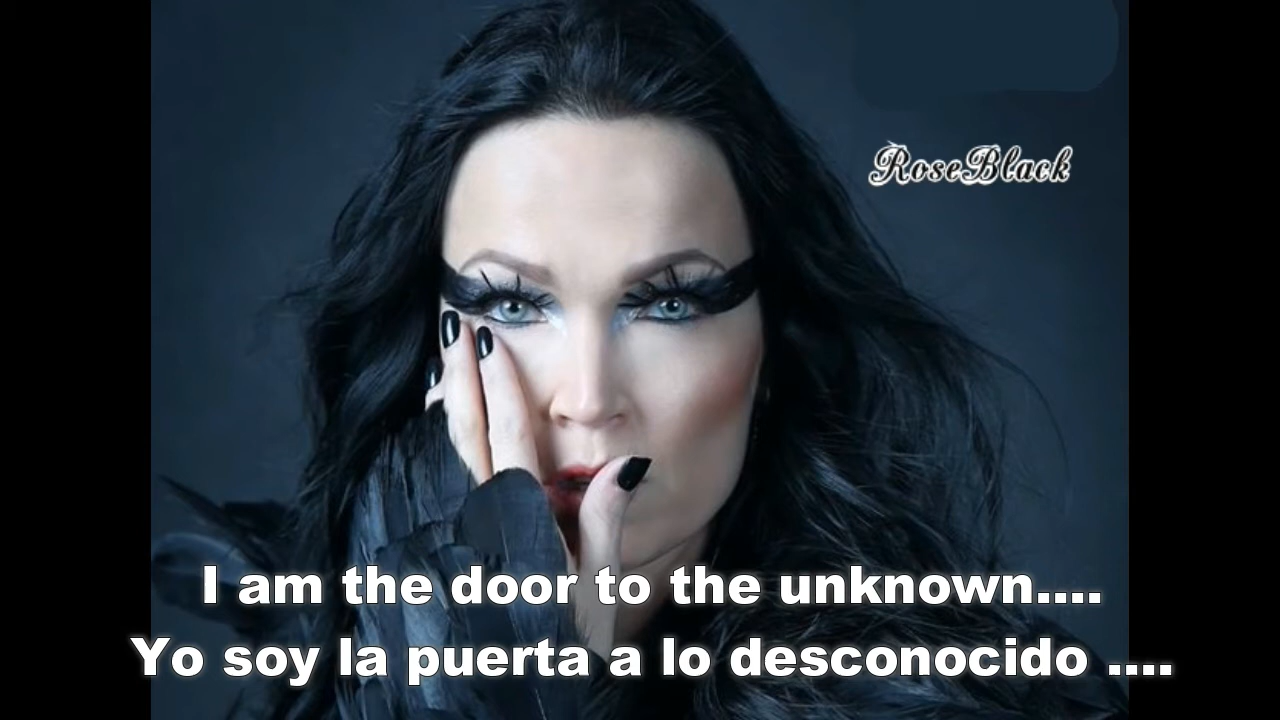 RoseBlack
I am the door to the unknown....
Yo soy la puerta a lo desconocido ....